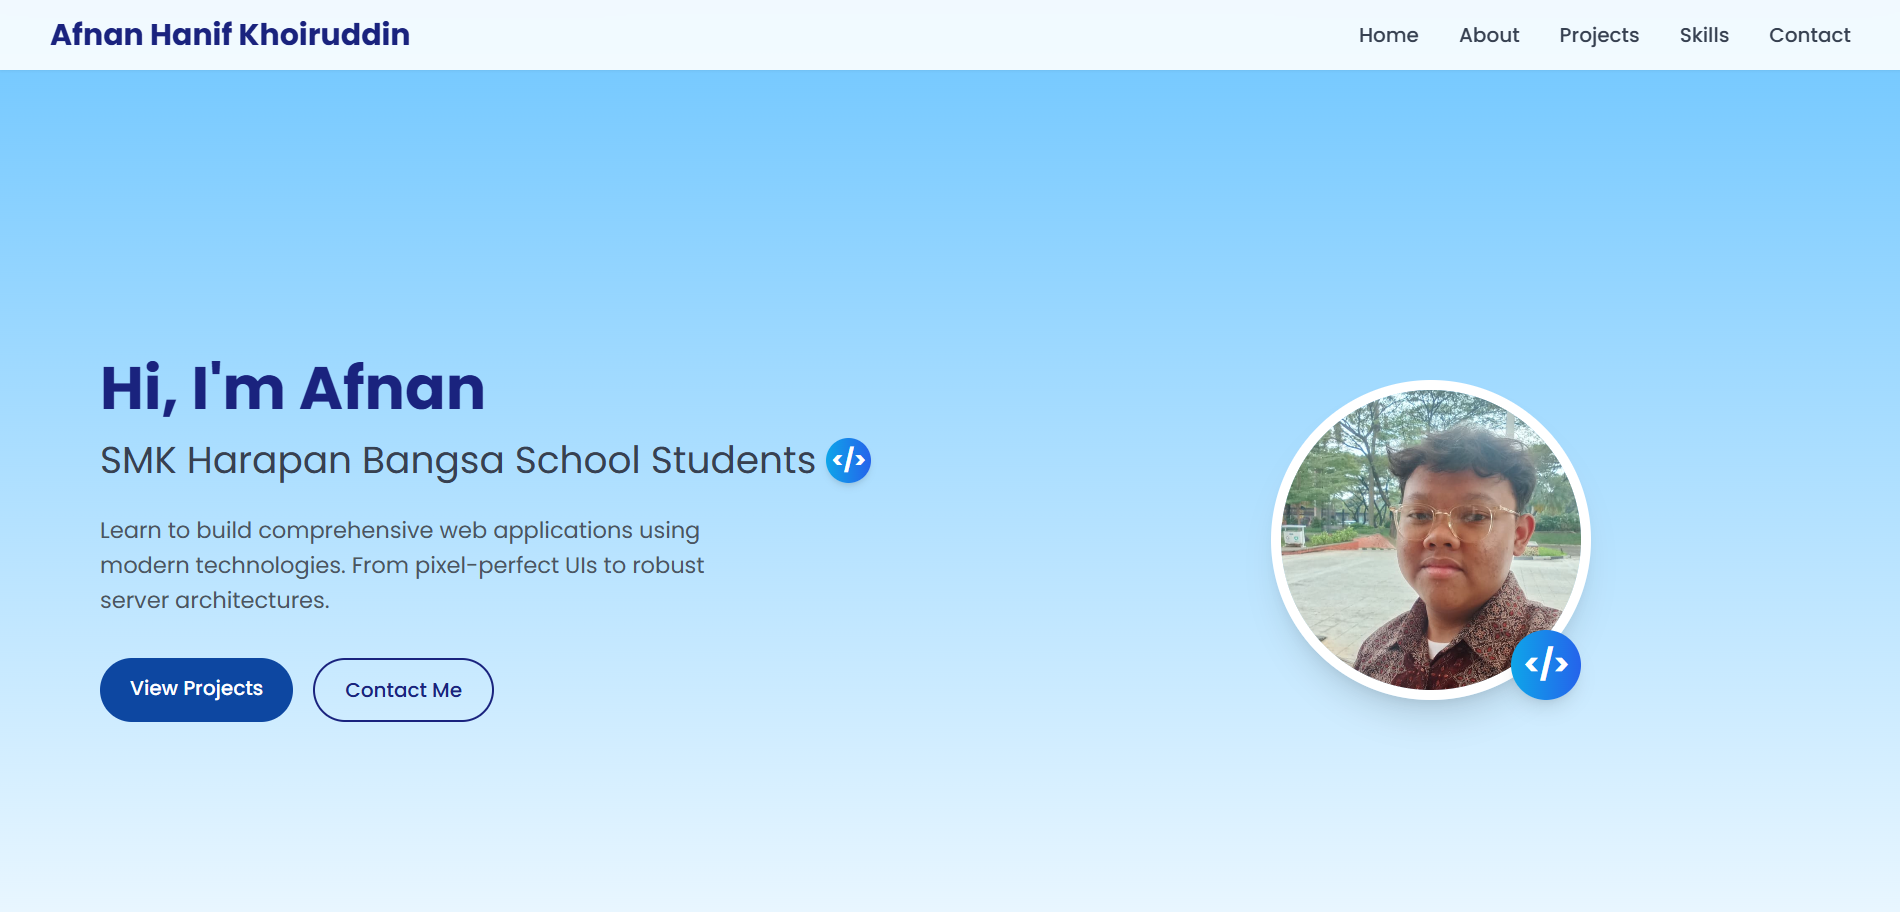 Afnan Hanif Khoiruddin
Home
About
Projects
Skills
Contact
Hi, I'm Afnan
SMK Harapan Bangsa School Students </>
Learn to build comprehensive web applications using
modern technologies. From pixel-perfect UIs to robust
server architectures.
View Projects
Contact Me
</>